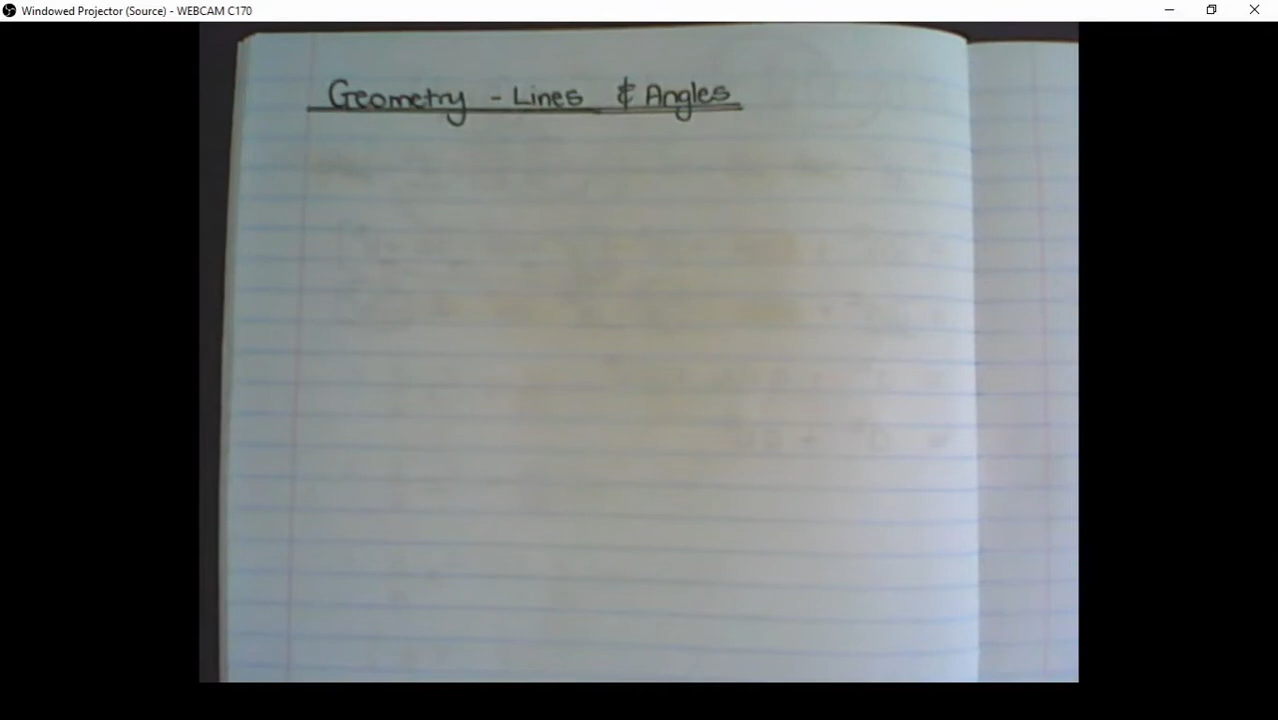 Windowed Projector (Source) - WEBCAM C170
Geometry - Lines & Angles